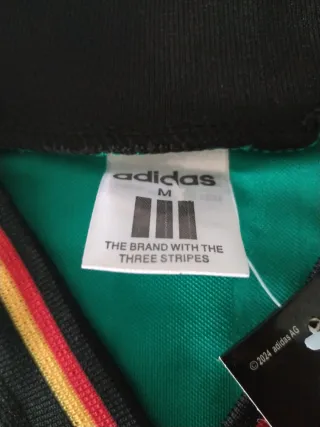 adidas
M
THE BRAND WITH THE
THREE STRIPES
© 2024 adidas AG